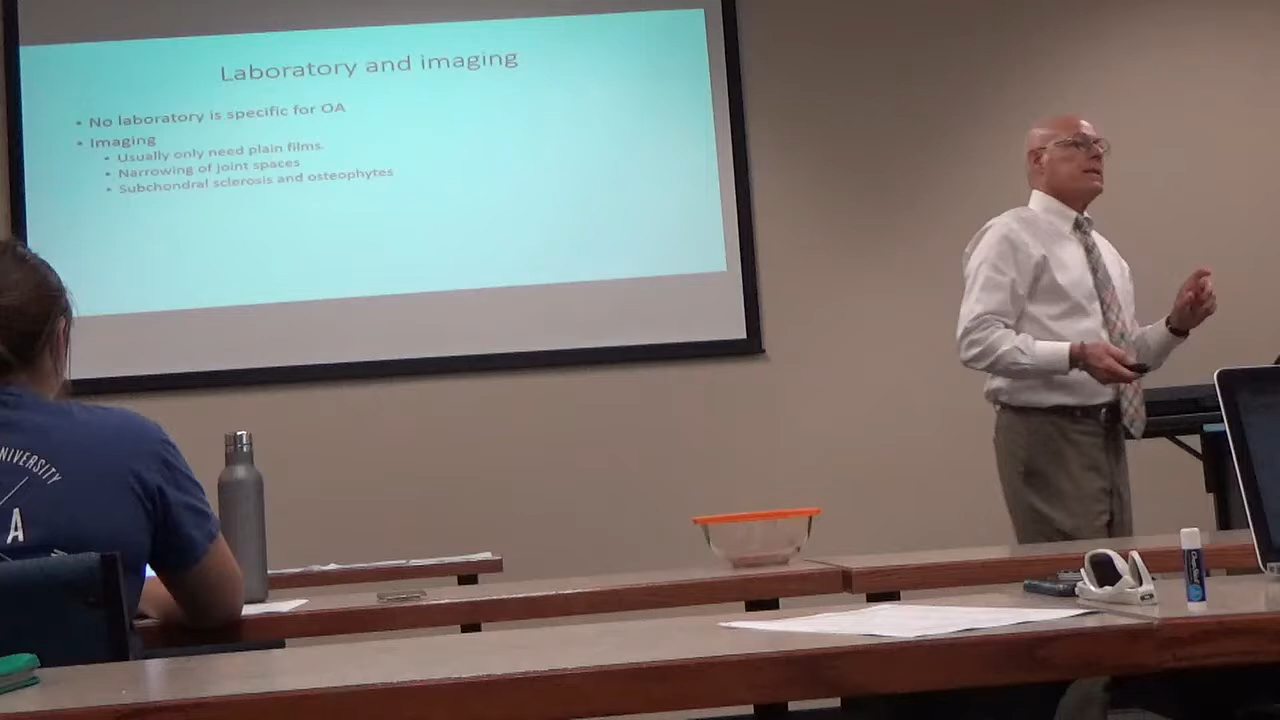 Laboratory and imaging
• No laboratory is specific for OA
• Imaging
• Usually only need plain films.
• Narrowing of joint spaces
• Subchondral sclerosis and osteophytes
NIVERSITY
A